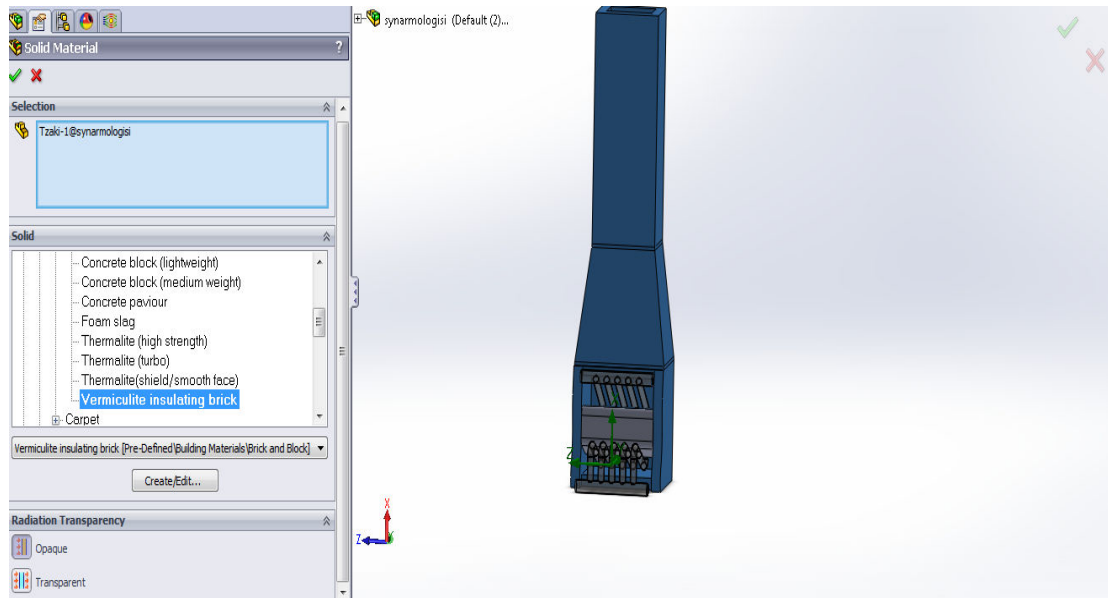 Solid Material ?
Selection
Tzaki-1@synarmologisi
Solid
Concrete block (lightweight)
Concrete block (medium weight)
Concrete paviour
Foam slag
Thermalite (high strength)
Thermalite (turbo)
Thermalite(shield/smooth face)
Vermiculite insulating brick
Carpet
Vermiculite insulating brick [Pre-Defined\Building Materials\Brick and Block]
Create/Edit...
Radiation Transparency
Opaque
Transparent
synarmologisi (Default (2)...
Z
X
Z
Y